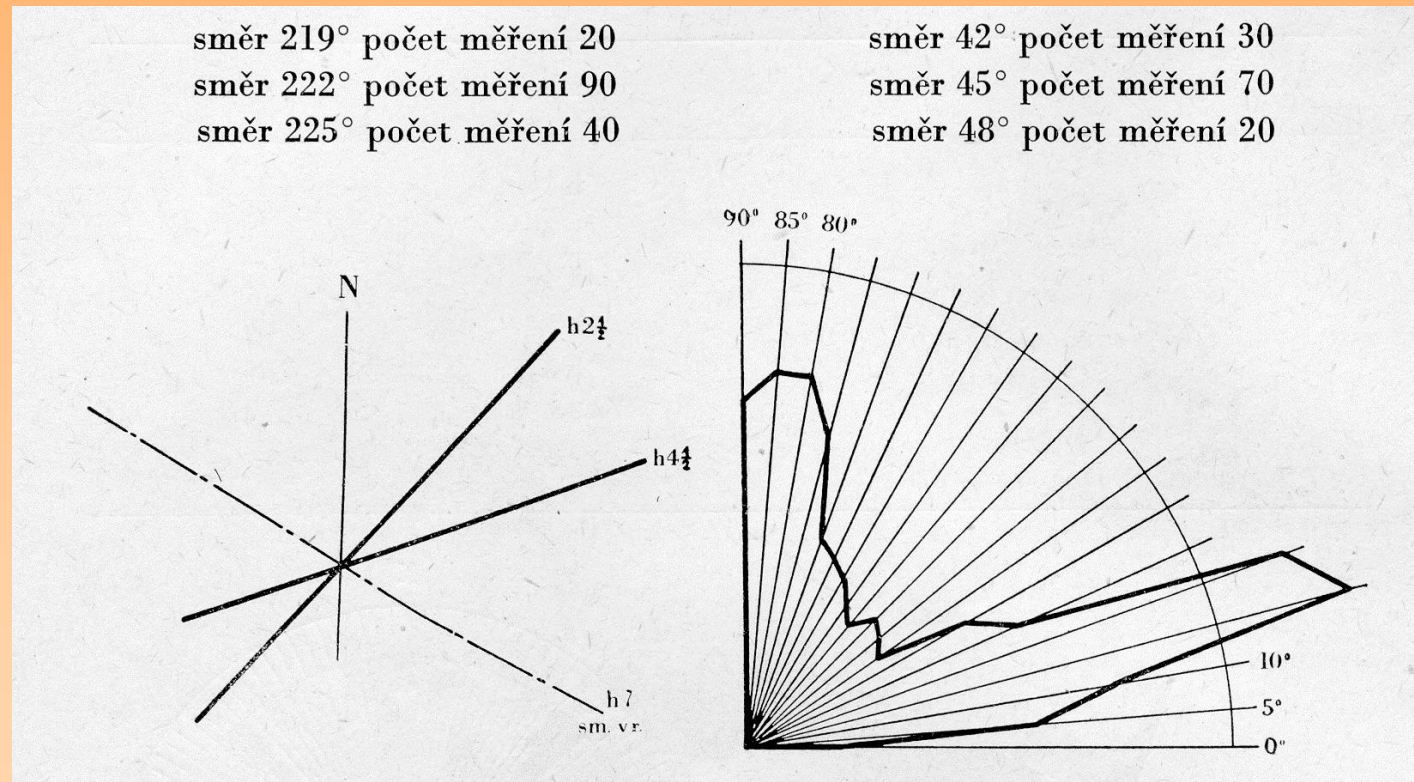 směr 219° počet měření 20
směr 222° počet měření 90
směr 225° počet měření 40
směr 42° počet měření 30
směr 45° počet měření 70
směr 48° počet měření 20
N
h2½
h4½
h7
sm. vr.
90° 85° 80°
10°
5°
0°